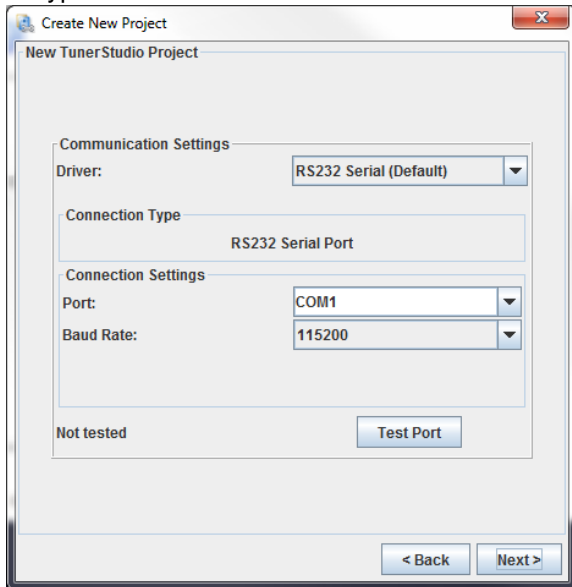 Create New Project
New TunerStudio Project
Communication Settings
Driver: RS232 Serial (Default)
Connection Type
RS232 Serial Port
Connection Settings
Port: COM1
Baud Rate: 115200
Not tested Test Port
< Back Next >